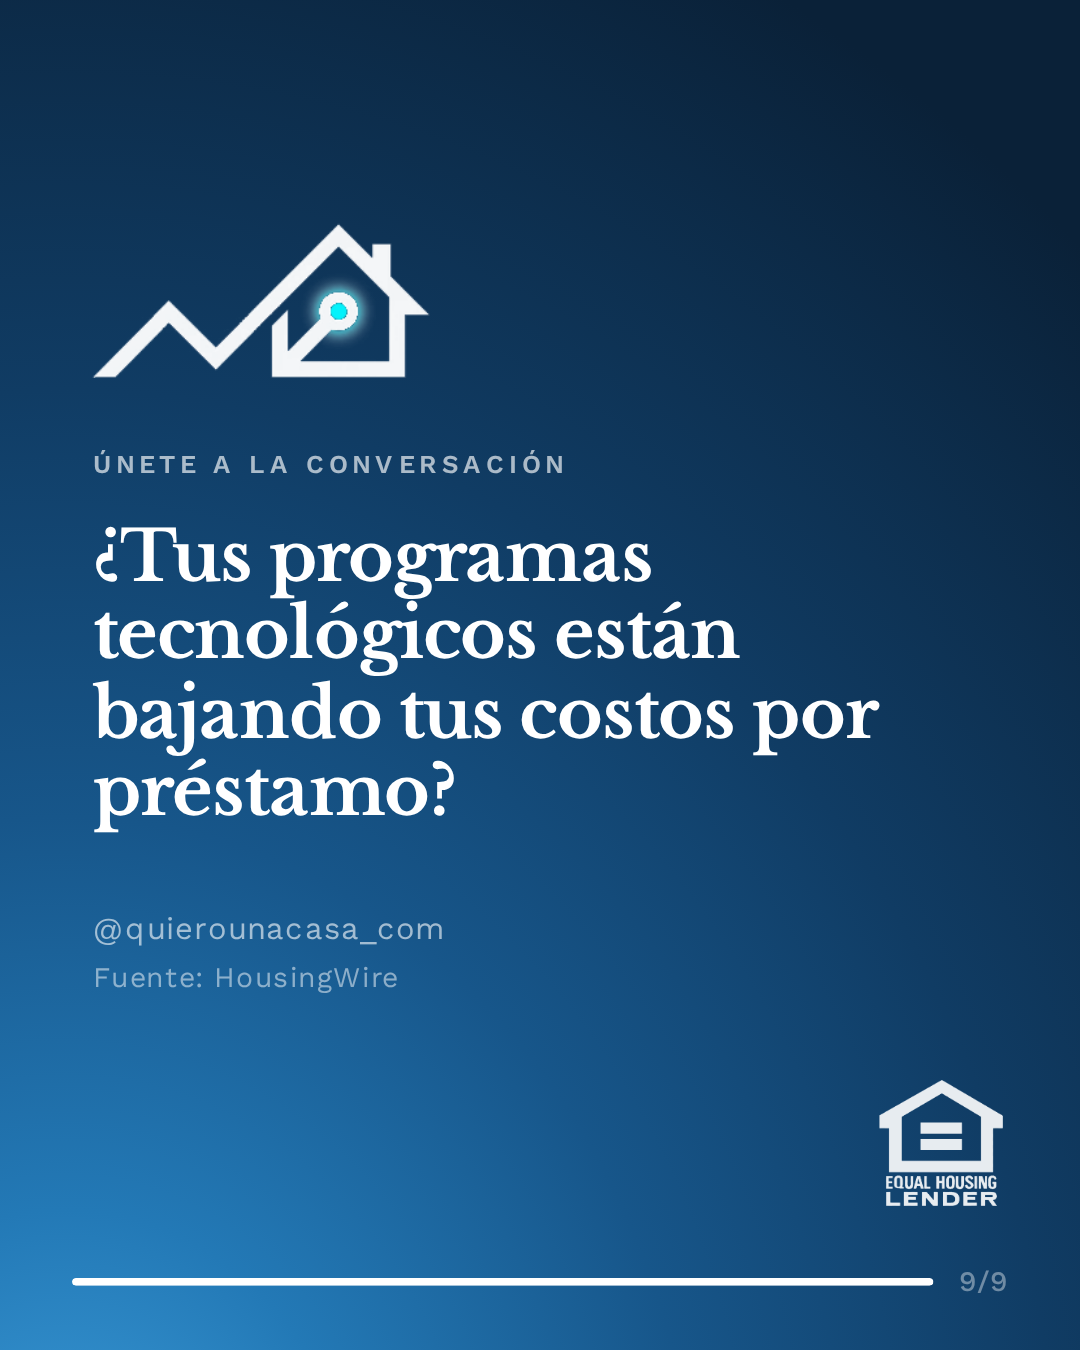 ÚNETE A LA CONVERSACIÓN
¿Tus programas
tecnológicos están
bajando tus costos por
préstamo?
@quierounacasa_com
Fuente: HousingWire
EQUAL HOUSING
LENDER
9/9